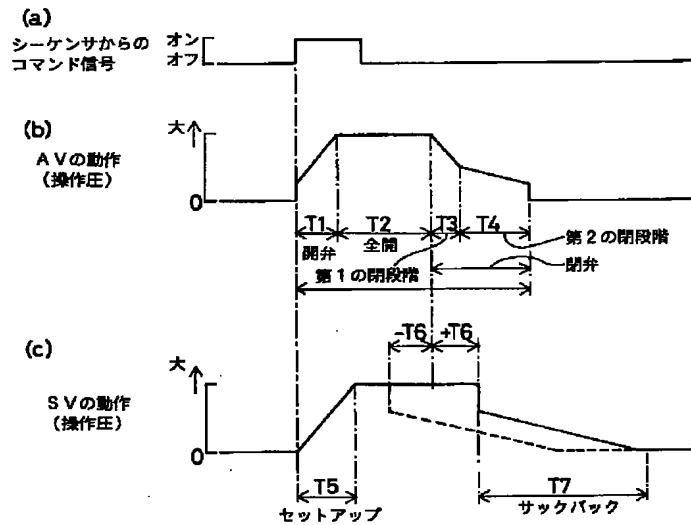 (a)
シーケンサからの
コマンド信号
オン
オフ
(b)
AVの動作
(操作圧)
大
0
T1
T2
T3
T4
開弁
全開
第2の閉段階
第1の閉段階
閉弁
(c)
SVの動作
(操作圧)
大
0
-T6
+T6
T5
セットアップ
T7
サックバック